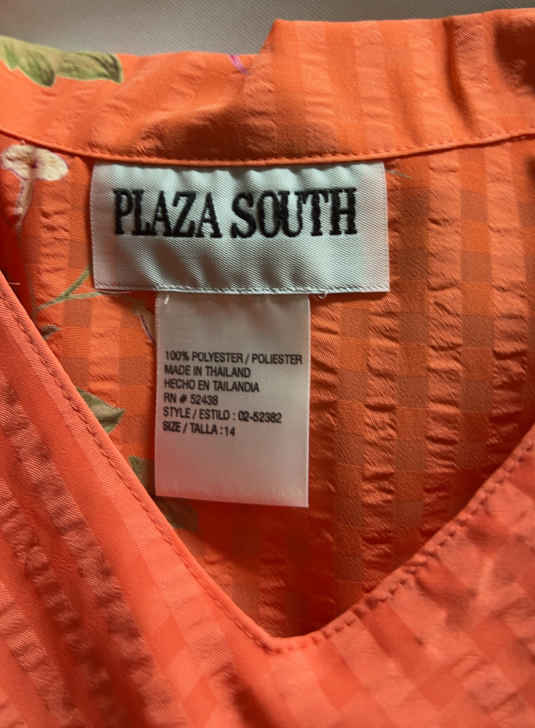 PLAZA SOUTH
100% POLYESTER / POLIESTER
MADE IN THAILAND
HECHO EN TAILANDIA
RN # 52438
STYLE / ESTILO : 02-52382
SIZE / TALLA : 14